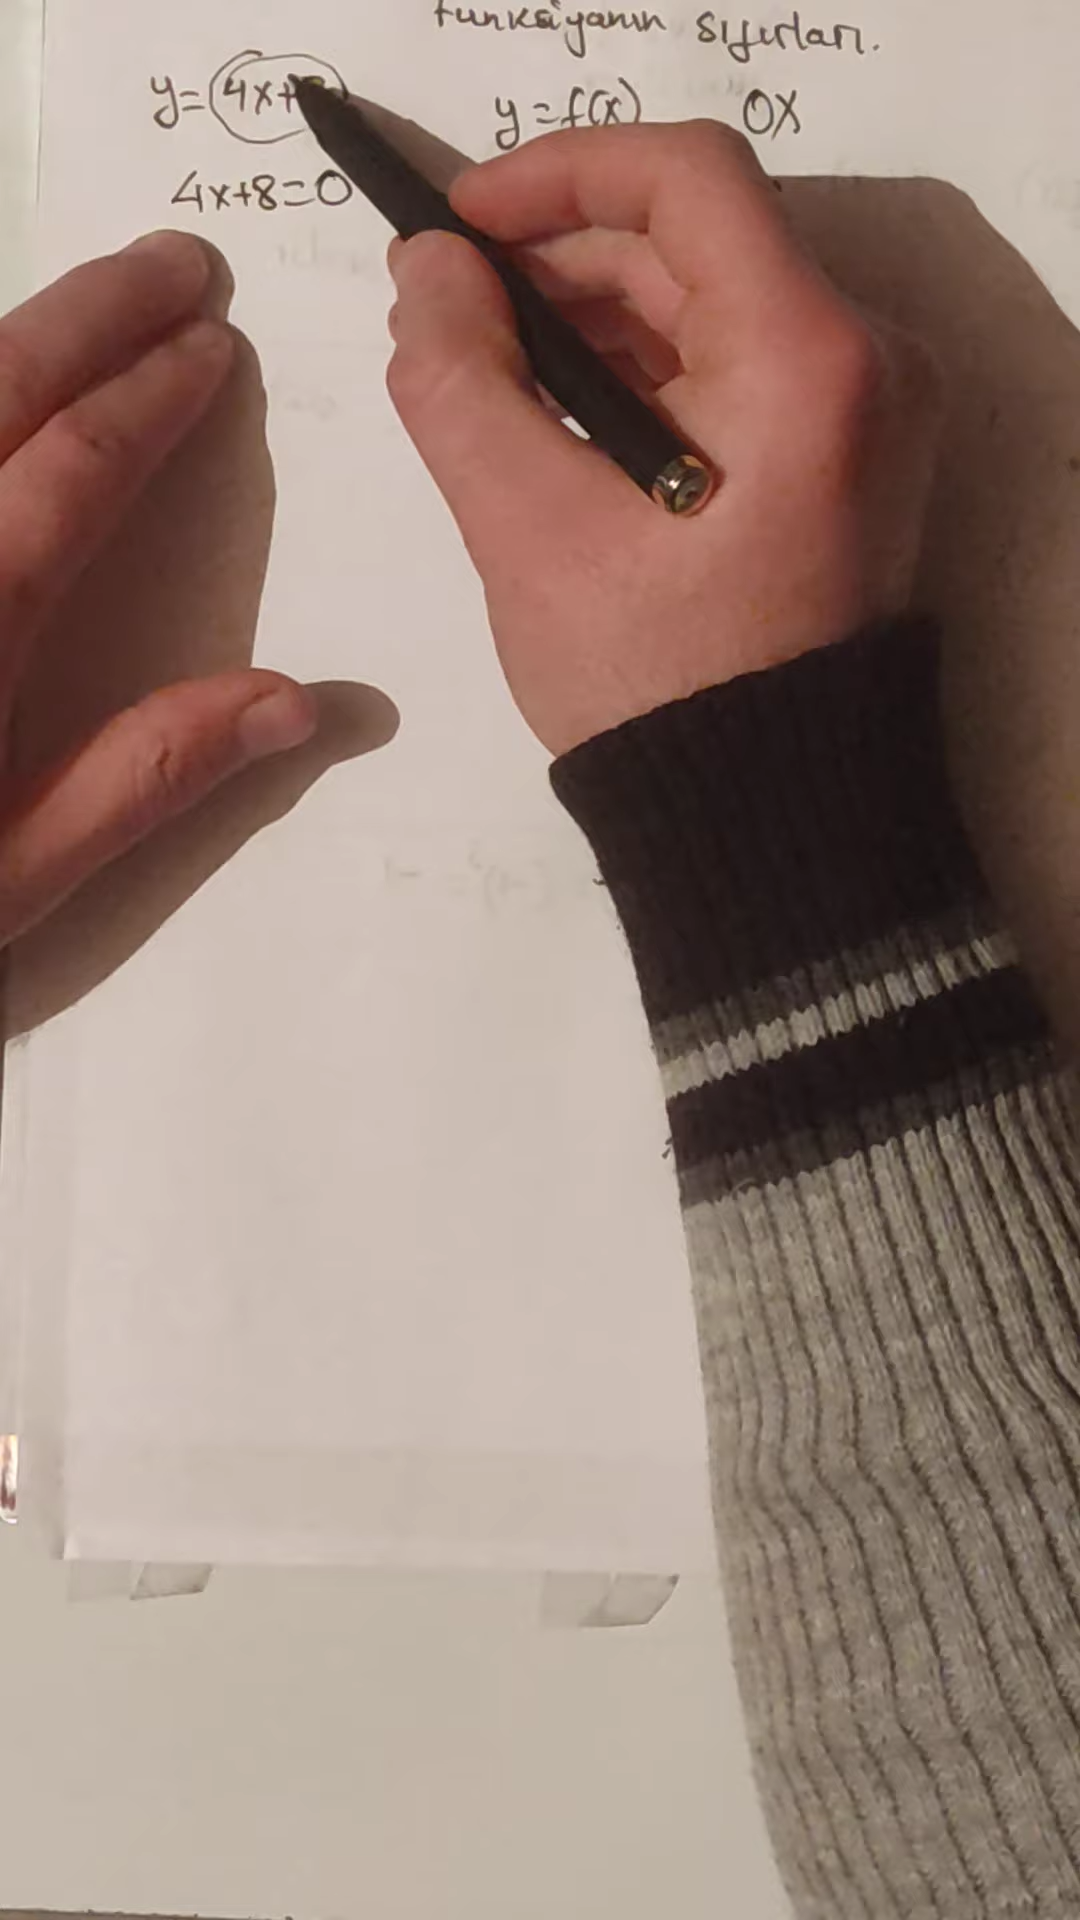 funksiyanın sıfırları.
y=4x+ y=f(x) OX
4x+8=0